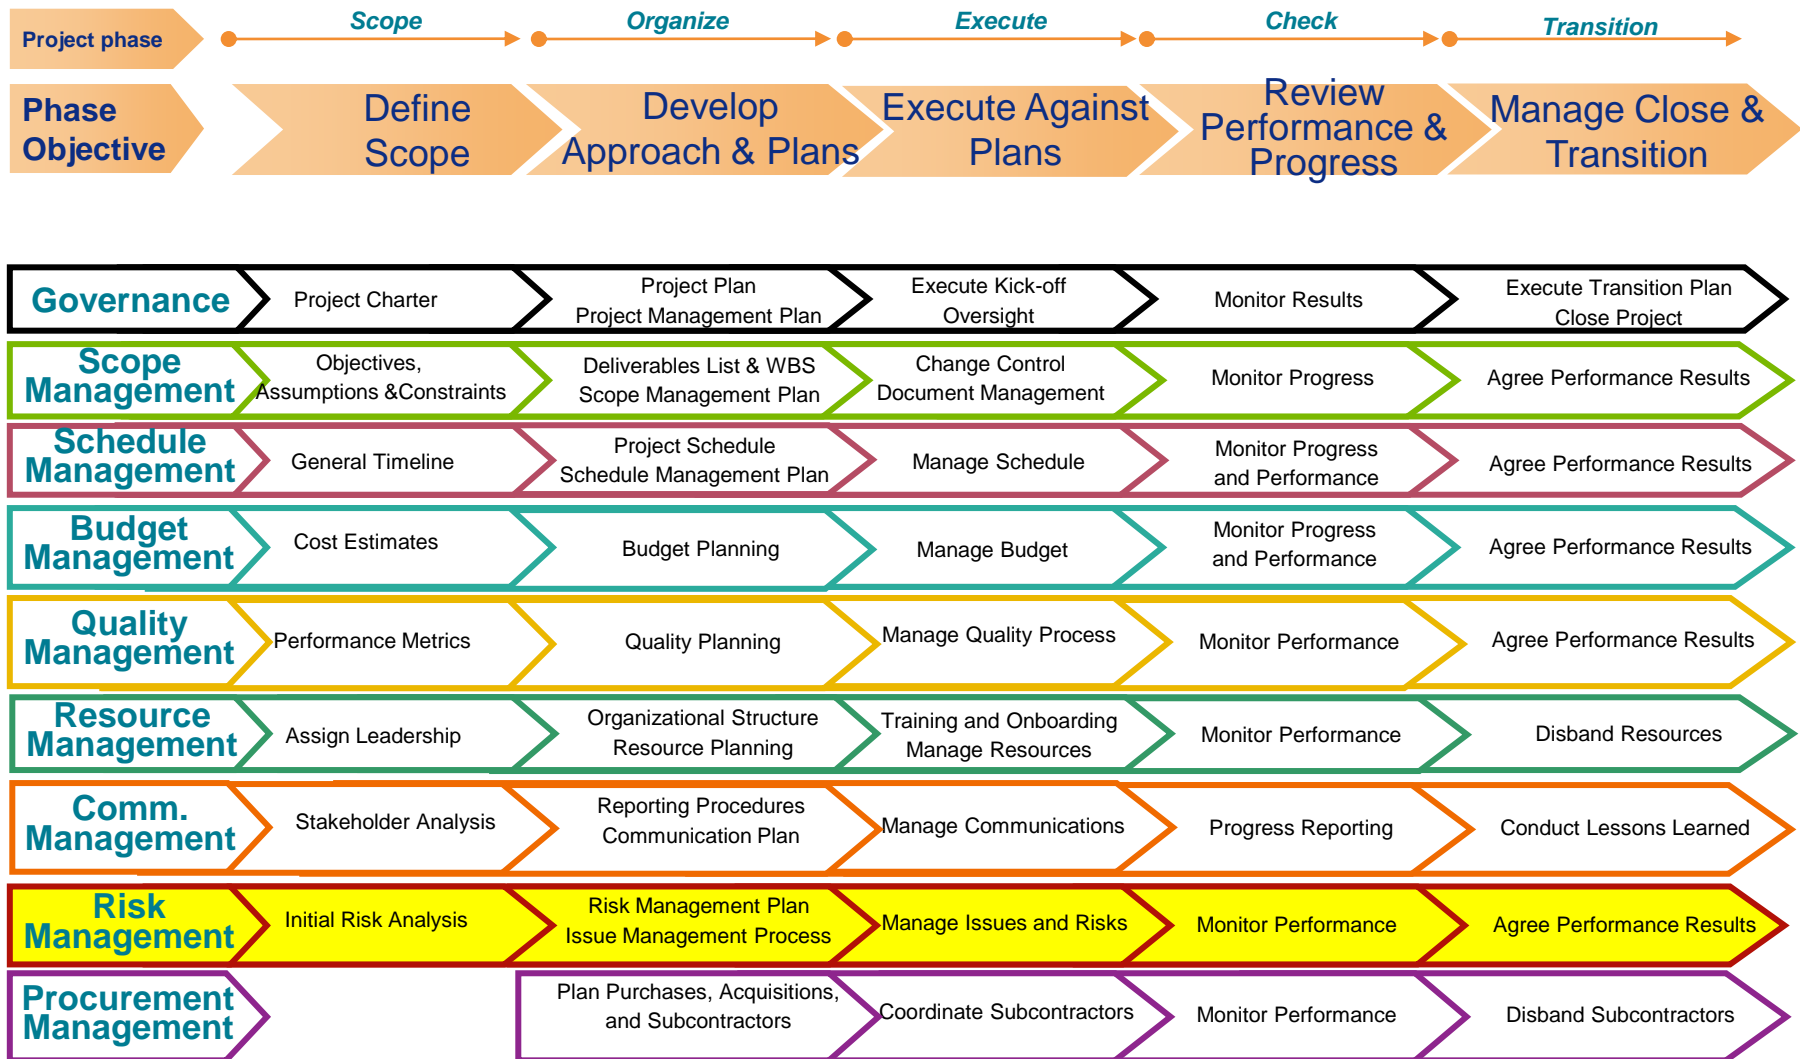 Project phase
Scope
Organize
Execute
Check
Transition
Phase
Objective
Define
Scope
Develop
Approach & Plans
Execute Against
Plans
Review
Performance &
Progress
Manage Close &
Transition
Governance
Project Charter
Project Plan
Project Management Plan
Execute Kick-off
Oversight
Monitor Results
Execute Transition Plan
Close Project
Scope
Management
Objectives,
Assumptions &Constraints
Deliverables List & WBS
Scope Management Plan
Change Control
Document Management
Monitor Progress
Agree Performance Results
Schedule
Management
General Timeline
Project Schedule
Schedule Management Plan
Manage Schedule
Monitor Progress
and Performance
Agree Performance Results
Budget
Management
Cost Estimates
Budget Planning
Manage Budget
Monitor Progress
and Performance
Agree Performance Results
Quality
Management
Performance Metrics
Quality Planning
Manage Quality Process
Monitor Performance
Agree Performance Results
Resource
Management
Assign Leadership
Organizational Structure
Resource Planning
Training and Onboarding
Manage Resources
Monitor Performance
Disband Resources
Comm.
Management
Stakeholder Analysis
Reporting Procedures
Communication Plan
Manage Communications
Progress Reporting
Conduct Lessons Learned
Risk
Management
Initial Risk Analysis
Risk Management Plan
Issue Management Process
Manage Issues and Risks
Monitor Performance
Agree Performance Results
Procurement
Management
Plan Purchases, Acquisitions,
and Subcontractors
Coordinate Subcontractors
Monitor Performance
Disband Subcontractors